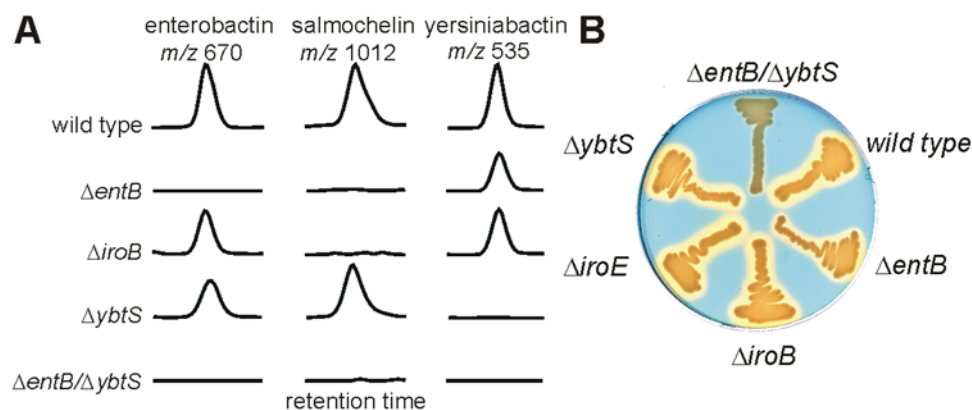 A
enterobactin salmochelin yersiniabactin
m/z 670 m/z 1012 m/z 535
wild type
ΔentB
ΔiroB
ΔybtS
ΔentB/ΔybtS
retention time
B
ΔentB/ΔybtS
ΔybtS
wild type
ΔiroE
ΔentB
ΔiroB